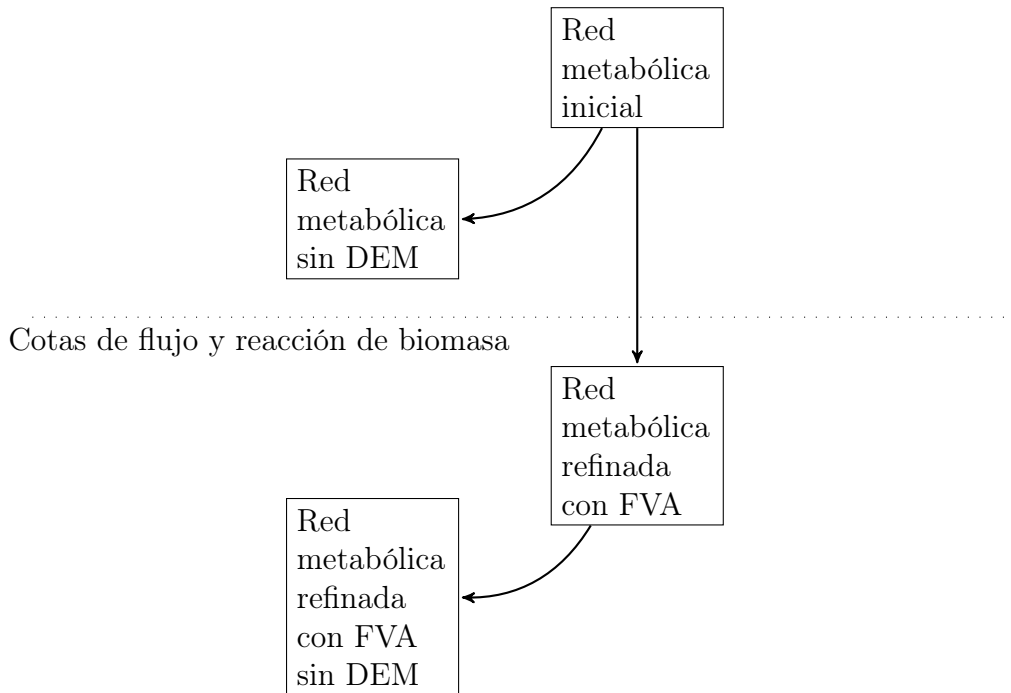 Red
metabólica
inicial
Red
metabólica
sin DEM
Cotas de flujo y reacción de biomasa
Red
metabólica
refinada
con FVA
Red
metabólica
refinada
con FVA
sin DEM